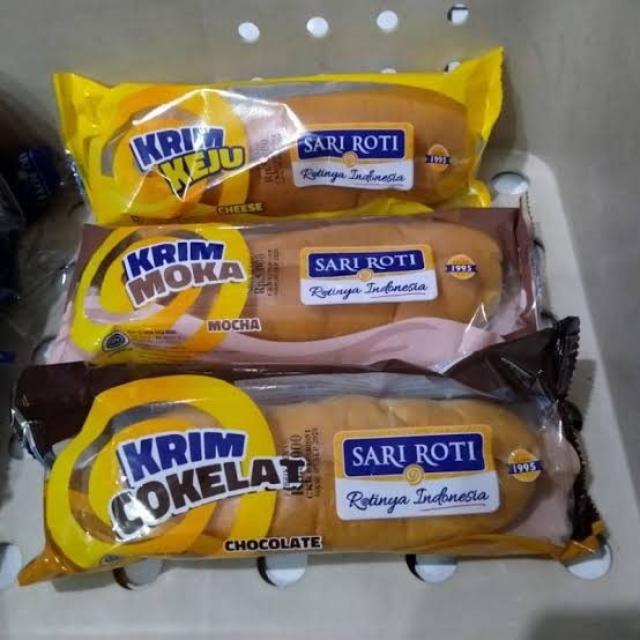 KRIM
KEJU
CHEESE
SARI ROTI
Rotinya Indonesia
1995
KRIM
MOKA
MOCHA
SARI ROTI
Rotinya Indonesia
1995
KRIM
COKELAT
CHOCOLATE
SARI ROTI
Rotinya Indonesia
1995